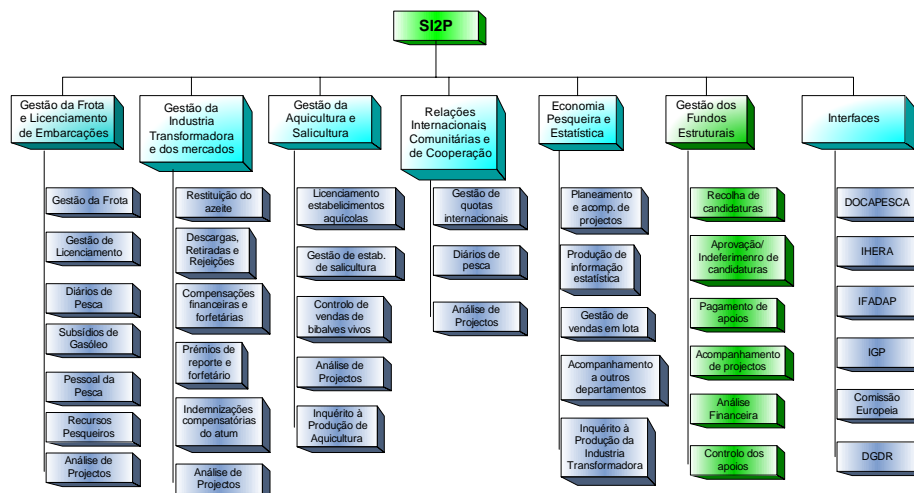 SI2P
Gestão da Frota
e Licenciamento
de Embarcações
Gestão da
Industria
Transformadora
e dos mercados
Gestão da
Aquicultura e
Salicultura
Relações
Internacionais,
Comunitárias e
de Cooperação
Economia
Pesqueira e
Estatística
Gestão dos
Fundos
Estruturais
Interfaces
Gestão da Frota
Gestão de
Licenciamento
Diários de
Pesca
Subsídios de
Gasóleo
Pessoal da
Pesca
Recursos
Pesqueiros
Análise de
Projectos
Restituição do
azeite
Descargas,
Retiradas e
Rejeições
Compensações
financeiras e
forfetárias
Prémios de
reporte e
forfetário
Indemnizações
compensatórias
do atum
Análise de
Projectos
Licenciamento
estabelicimentos
aquícolas
Gestão de estab.
de salicultura
Controlo de
vendas de
bibalves vivos
Análise de
Projectos
Inquérito à
Produção de
Aquicultura
Gestão de
quotas
internacionais
Diários de
pesca
Análise de
Projectos
Planeamento
e acomp. de
projectos
Produção de
informação
estatística
Gestão de
vendas em lota
Acompanhamento
a outros
departamentos
Inquérito à
Produção da
Industria
Transformadora
Recolha de
candidaturas
Aprovação/
Indeferimenro de
candidaturas
Pagamento de
apoios
Acompanhamento
de projectos
Análise
Financeira
Controlo dos
apoios
DOCAPESCA
IHERA
IFADAP
IGP
Comissão
Europeia
DGDR